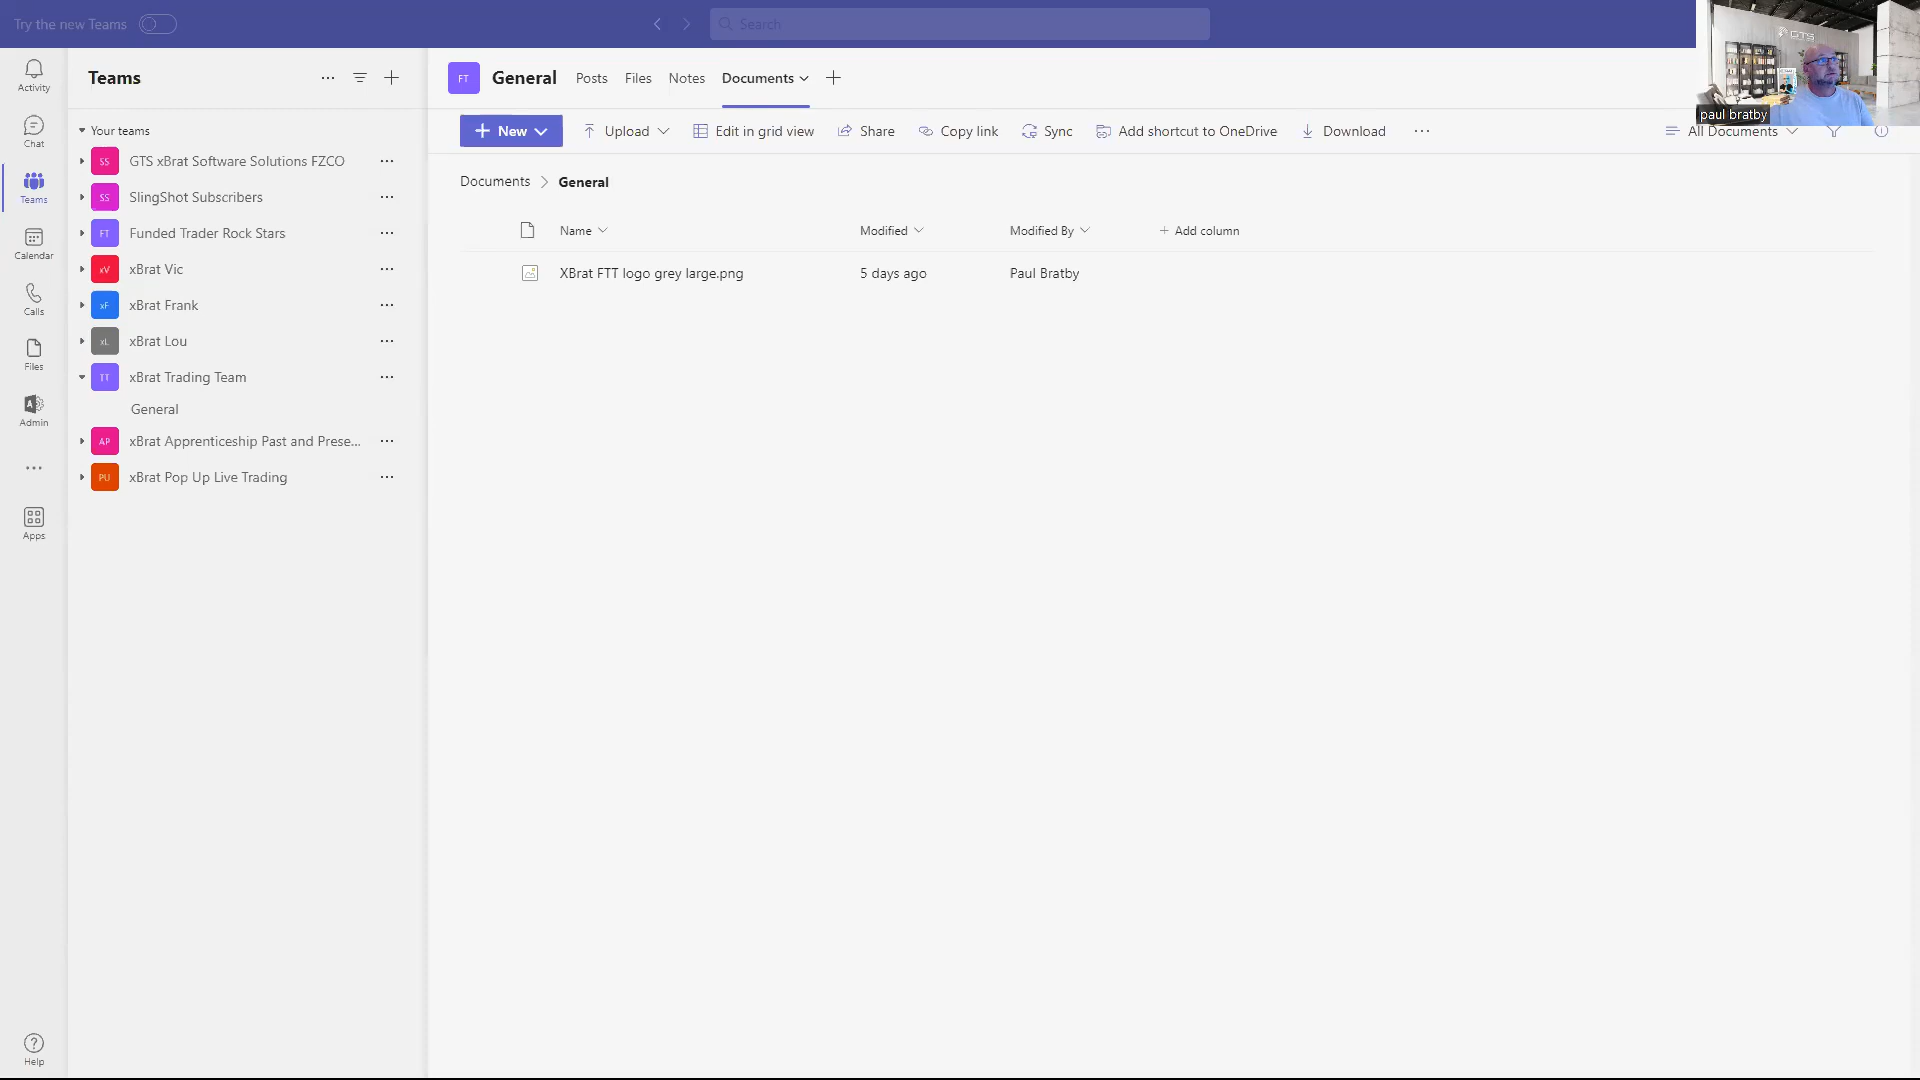 Try the new Teams
Search
GTS
paul bratby
Activity
Chat
Teams
Calendar
Calls
Files
Admin
Apps
Help
Teams
Your teams
SS GTS xBrat Software Solutions FZCO
SS SlingShot Subscribers
FT Funded Trader Rock Stars
xV xBrat Vic
xF xBrat Frank
xL xBrat Lou
TT xBrat Trading Team
General
AP xBrat Apprenticeship Past and Prese...
PU xBrat Pop Up Live Trading
FT General Posts Files Notes Documents
New Upload Edit in grid view Share Copy link Sync Add shortcut to OneDrive Download All Documents
Documents > General
Name Modified Modified By + Add column
XBrat FTT logo grey large.png 5 days ago Paul Bratby